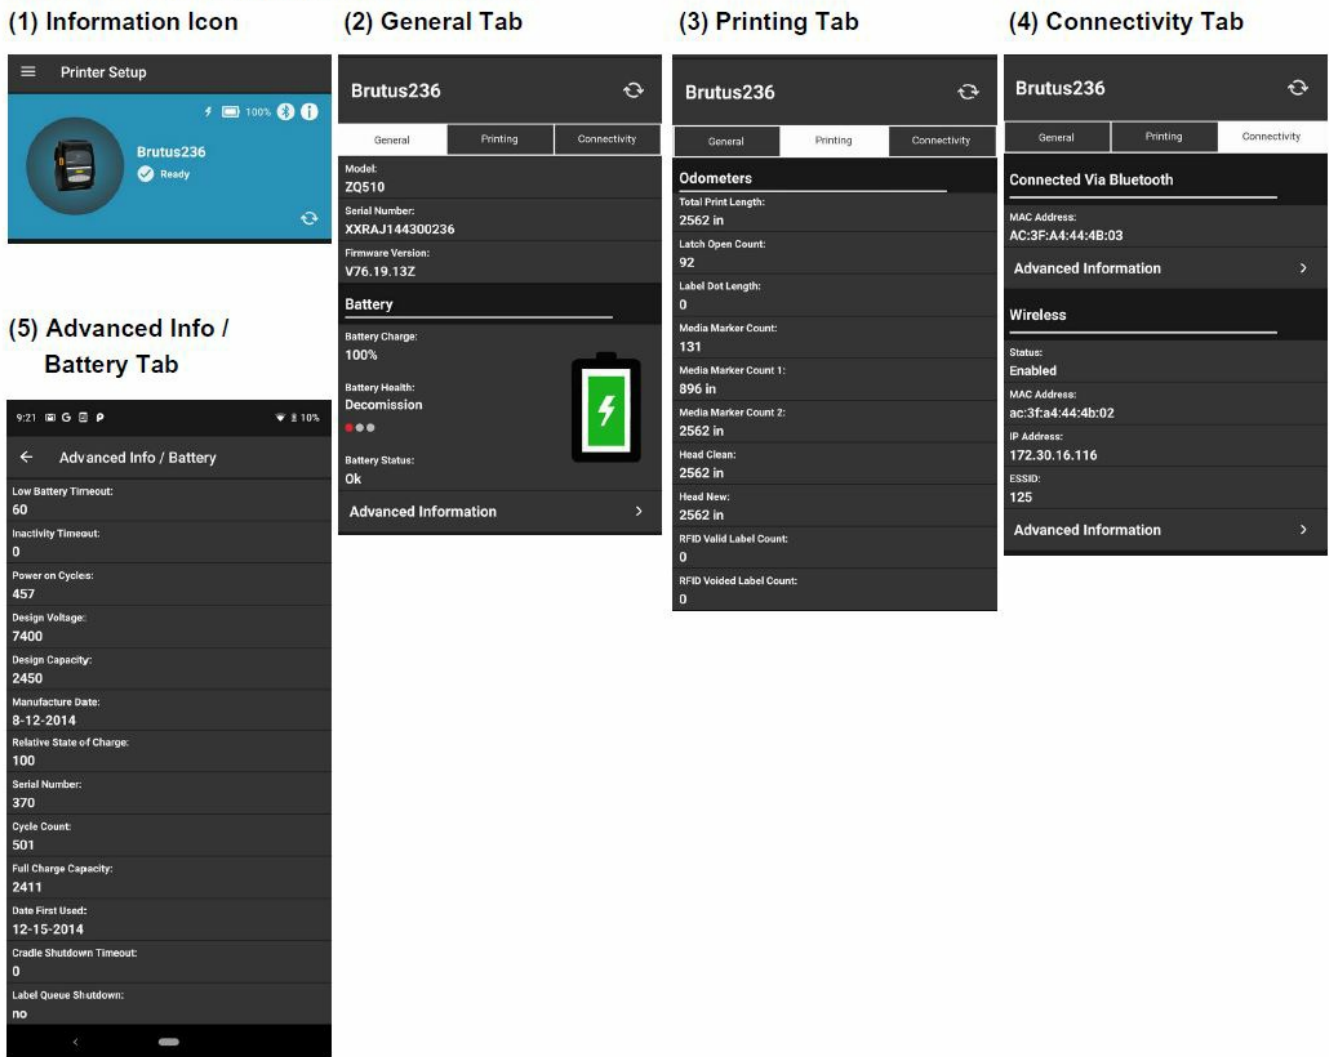 (1) Information Icon
Printer Setup
100%
Brutus236
Ready
(2) General Tab
Brutus236
General Printing Connectivity
Model:
ZQ510
Serial Number:
XXRAJ144300236
Firmware Version:
V76.19.13Z
Battery
Battery Charge:
100%
Battery Health:
Decomission
Battery Status:
Ok
Advanced Information
(3) Printing Tab
Brutus236
General Printing Connectivity
Odometers
Total Print Length:
2562 in
Latch Open Count:
92
Label Dot Length:
0
Media Marker Count:
131
Media Marker Count 1:
896 in
Media Marker Count 2:
2562 in
Head Clean:
2562 in
Head New:
2562 in
RFID Valid Label Count:
0
RFID Voided Label Count:
0
(4) Connectivity Tab
Brutus236
General Printing Connectivity
Connected Via Bluetooth
MAC Address:
AC:3F:A4:44:4B:03
Advanced Information
Wireless
Status:
Enabled
MAC Address:
ac:3f:a4:44:4b:02
IP Address:
172.30.16.116
ESSID:
125
Advanced Information
(5) Advanced Info /
Battery Tab
9:21 G P 10%
Advanced Info / Battery
Low Battery Timeout:
60
Inactivity Timeout:
0
Power on Cycles:
457
Design Voltage:
7400
Design Capacity:
2450
Manufacture Date:
8-12-2014
Relative State of Charge:
100
Serial Number:
370
Cycle Count:
501
Full Charge Capacity:
2411
Date First Used:
12-15-2014
Cradle Shutdown Timeout:
0
Label Queue Shutdown:
no